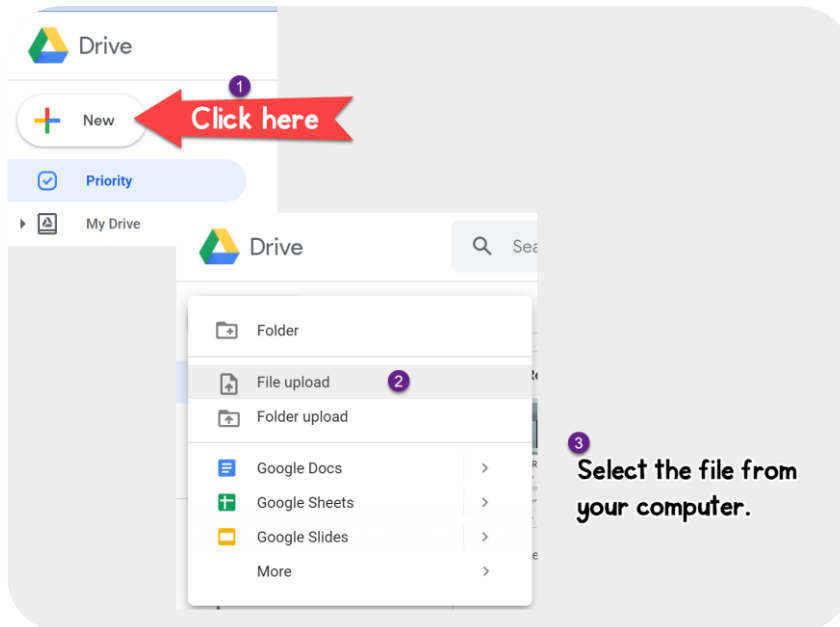 Drive
1
New
Click here
Priority
My Drive
Drive
Sea
Folder
File upload
2
Folder upload
Google Docs
Google Sheets
Google Slides
More
3
Select the file from
your computer.